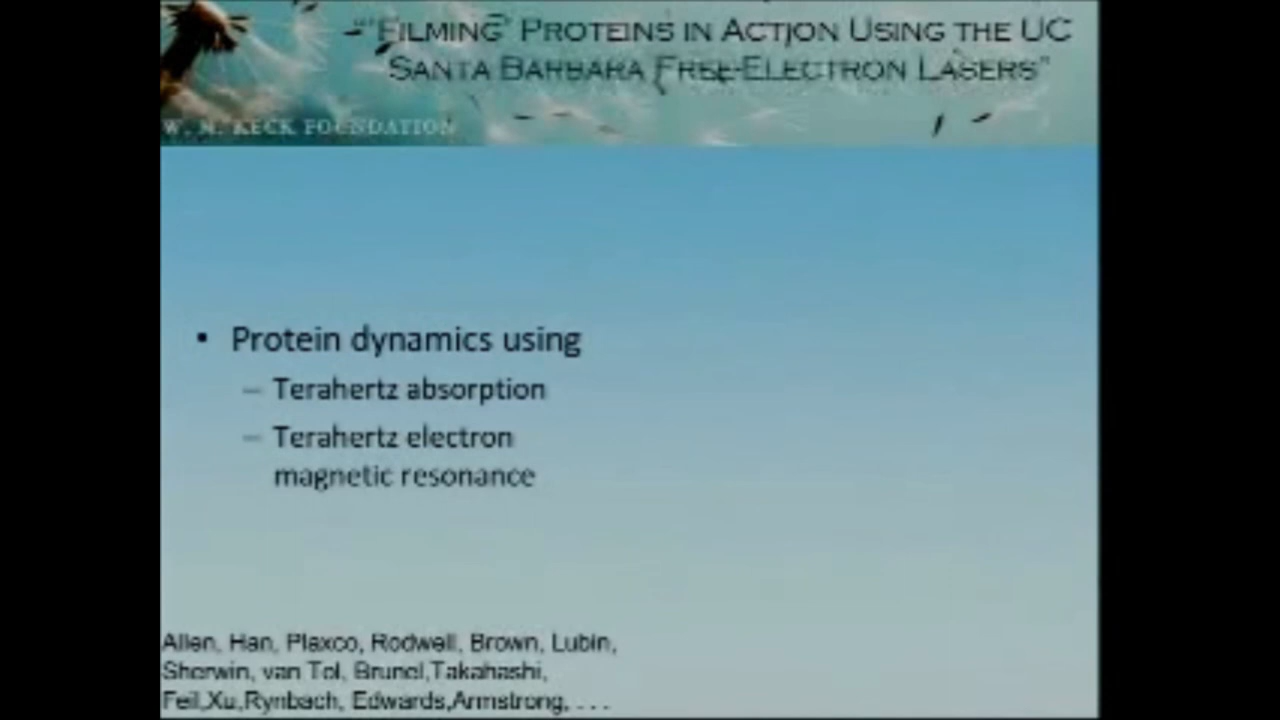 "'Filming' Proteins in Action Using the UC
Santa Barbara Free-Electron Lasers"
W. M. KECK FOUNDATION
• Protein dynamics using
– Terahertz absorption
– Terahertz electron
magnetic resonance
Allen, Han, Plaxco, Rodwell, Brown, Lubin,
Sherwin, van Tol, Brunel,Takahashi,
Feil,Xu,Rynbach, Edwards,Armstrong, . . .